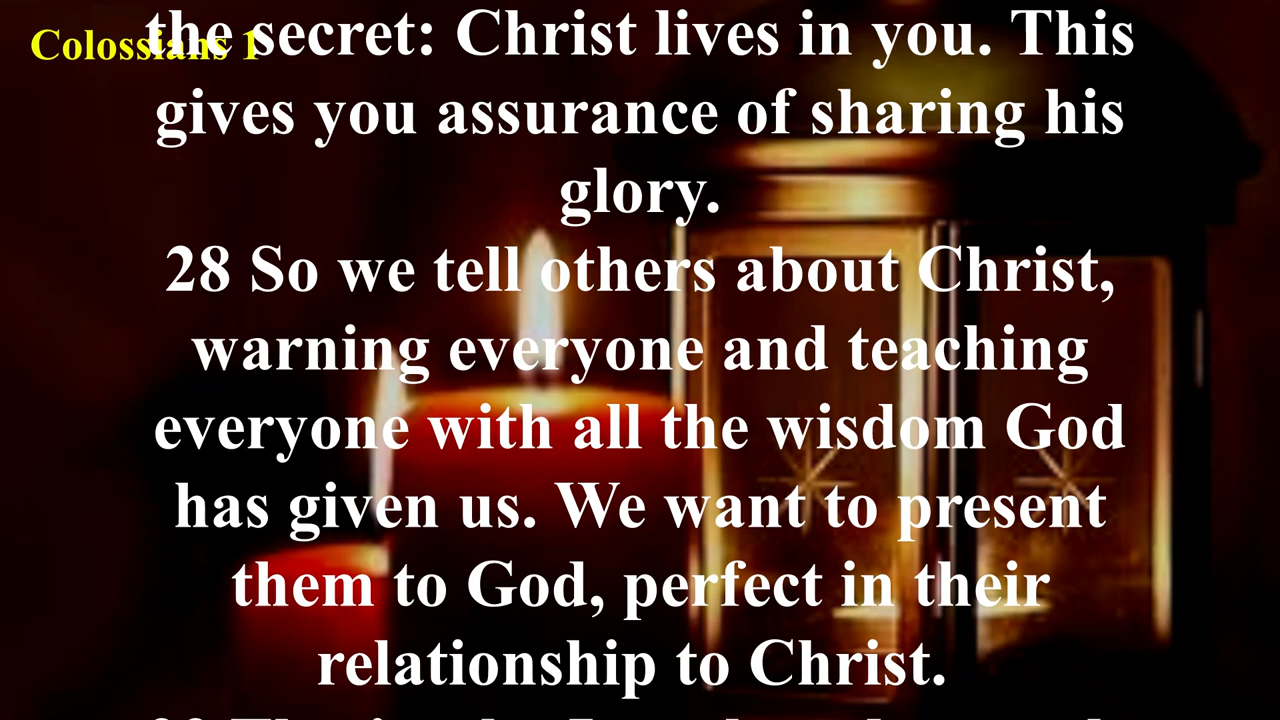 Colossians 1
the secret: Christ lives in you. This
gives you assurance of sharing his
glory.
28 So we tell others about Christ,
warning everyone and teaching
everyone with all the wisdom God
has given us. We want to present
them to God, perfect in their
relationship to Christ.